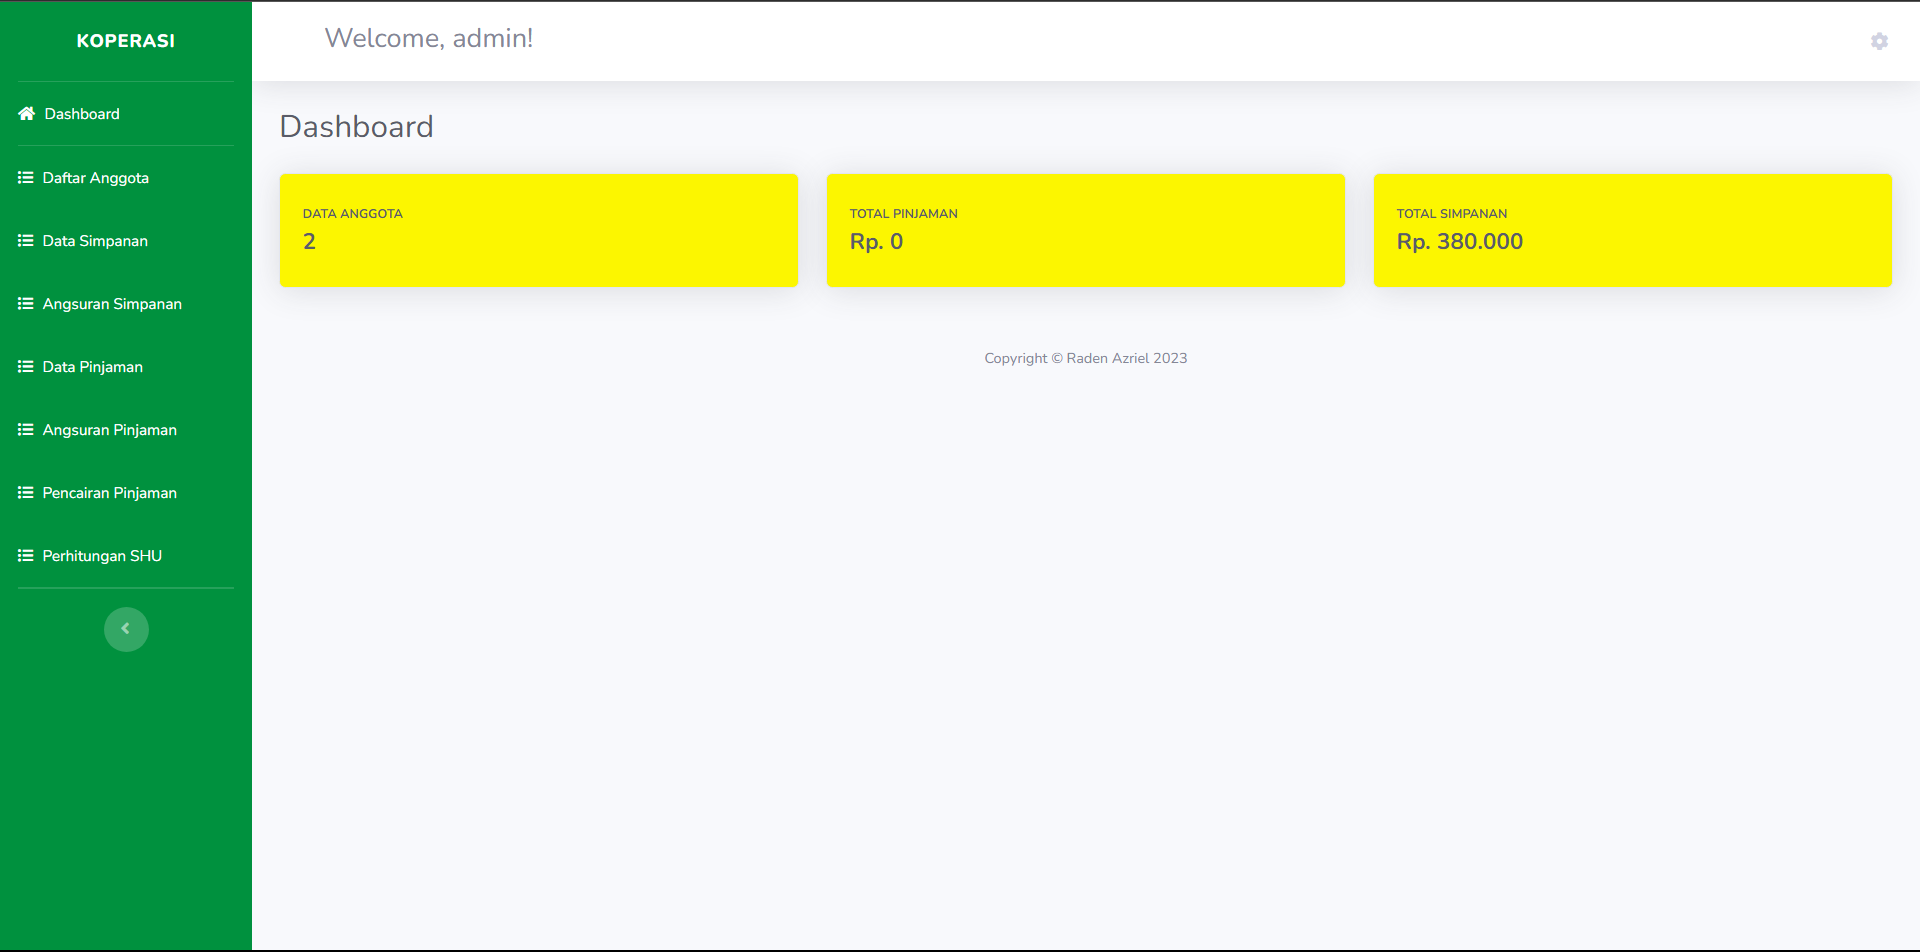 KOPERASI
Dashboard
Daftar Anggota
Data Simpanan
Angsuran Simpanan
Data Pinjaman
Angsuran Pinjaman
Pencairan Pinjaman
Perhitungan SHU
Welcome, admin!
Dashboard
DATA ANGGOTA
2
TOTAL PINJAMAN
Rp. 0
TOTAL SIMPANAN
Rp. 380.000
Copyright © Raden Azriel 2023